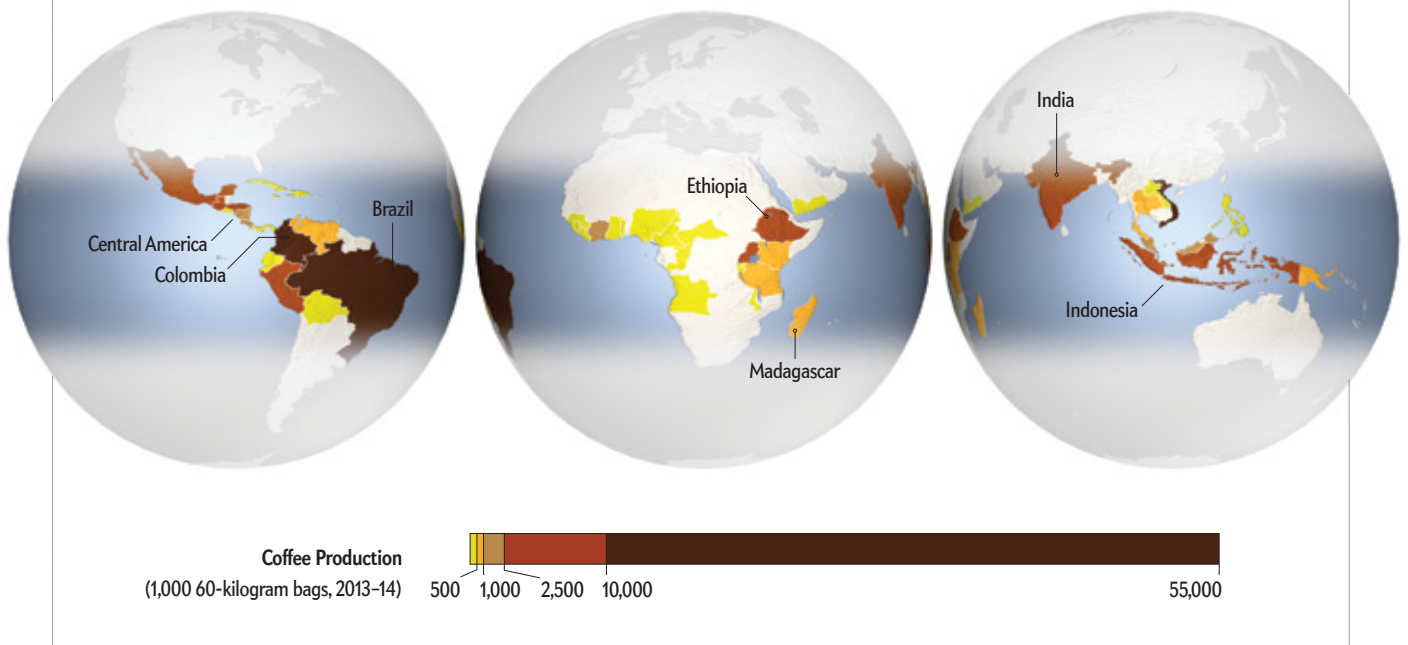 India
Ethiopia
Brazil
Central America
Colombia
Indonesia
Madagascar
Coffee Production
(1,000 60-kilogram bags, 2013–14)
500 1,000 2,500 10,000 55,000